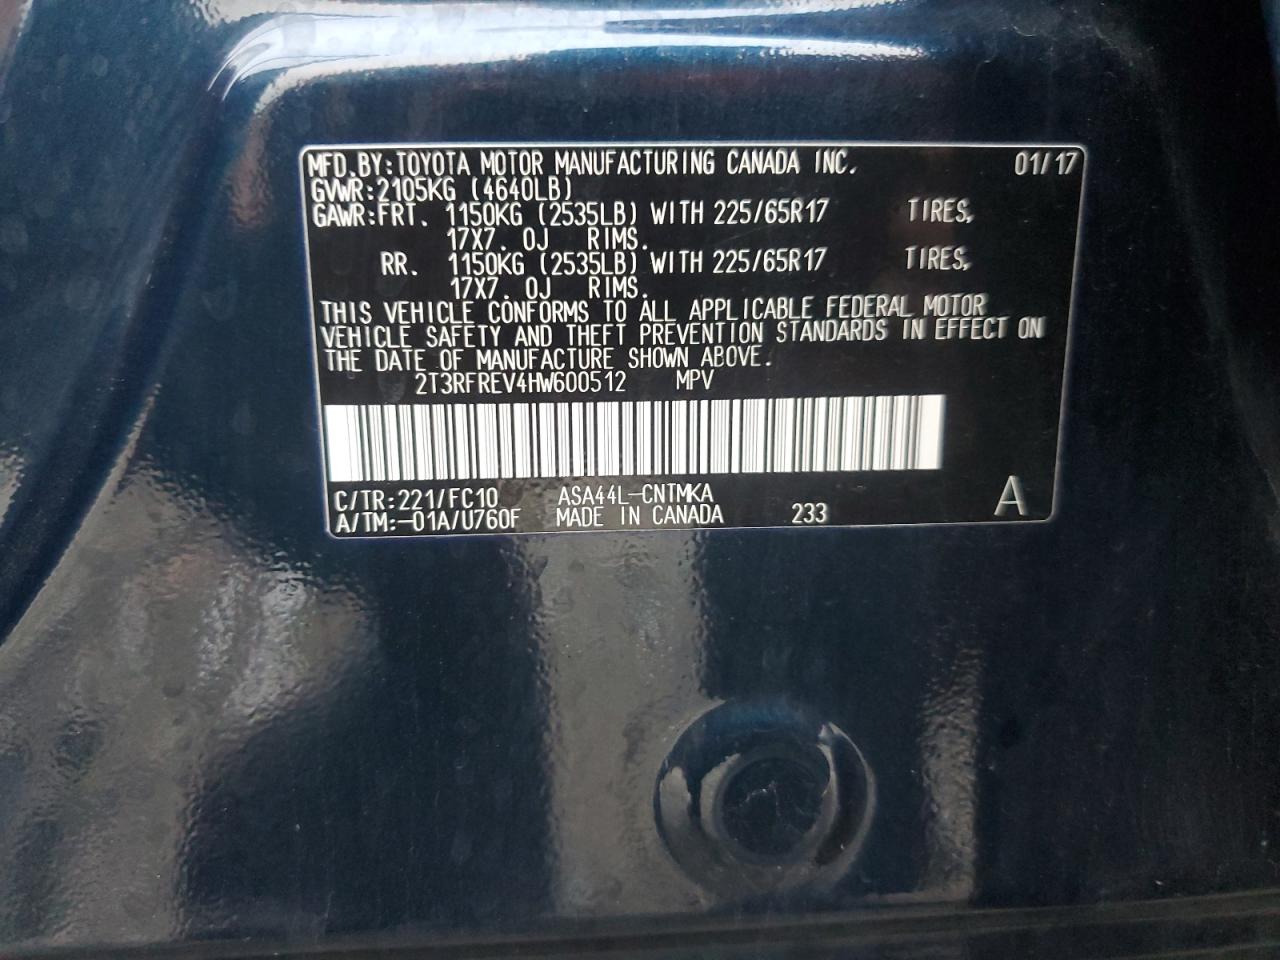 MFD.BY:TOYOTA MOTOR MANUFACTURING CANADA INC. 01/17
GVWR:2105KG (4640LB)
GAWR:FRT. 1150KG (2535LB) WITH 225/65R17 TIRES,
17X7.0J RIMS.
RR. 1150KG (2535LB) WITH 225/65R17 TIRES,
17X7.0J RIMS.
THIS VEHICLE CONFORMS TO ALL APPLICABLE FEDERAL MOTOR
VEHICLE SAFETY AND THEFT PREVENTION STANDARDS IN EFFECT ON
THE DATE OF MANUFACTURE SHOWN ABOVE.
2T3RFREV4HW600512 MPV
C/TR:221/FC10 ASA44L-CNTMKA
A/TM:-01A/U760F MADE IN CANADA 233 A